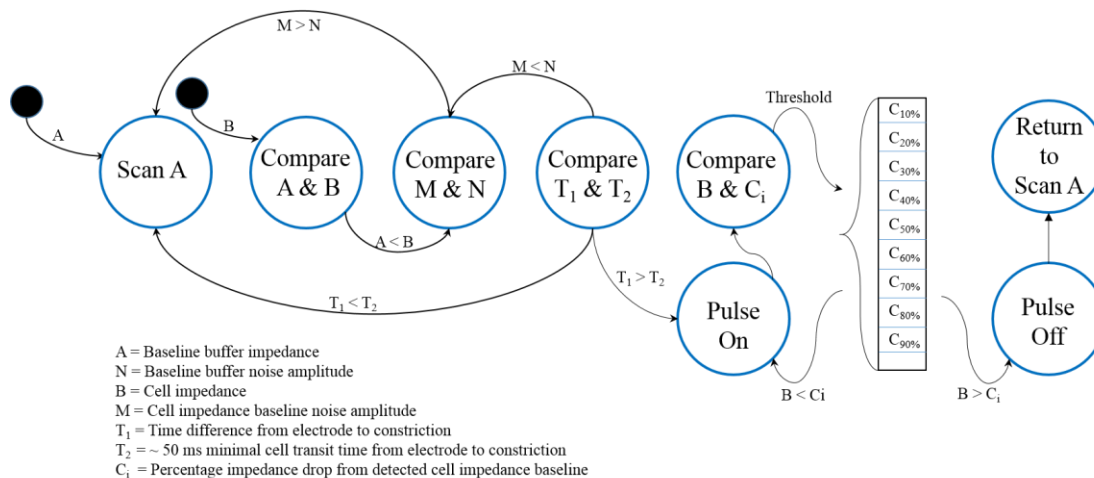 M > N
M < N
A
B
Threshold
Scan A
Compare
A & B
Compare
M & N
Compare
T₁ & T₂
Compare
B & Cᵢ
C₁₀%
C₂₀%
C₃₀%
C₄₀%
C₅₀%
C₆₀%
C₇₀%
C₈₀%
C₉₀%
Return
to
Scan A
A < B
T₁ < T₂
T₁ > T₂
Pulse
On
Pulse
Off
B < Ci
B > Cᵢ
A = Baseline buffer impedance
N = Baseline buffer noise amplitude
B = Cell impedance
M = Cell impedance baseline noise amplitude
T₁ = Time difference from electrode to constriction
T₂ = ~ 50 ms minimal cell transit time from electrode to constriction
Cᵢ = Percentage impedance drop from detected cell impedance baseline